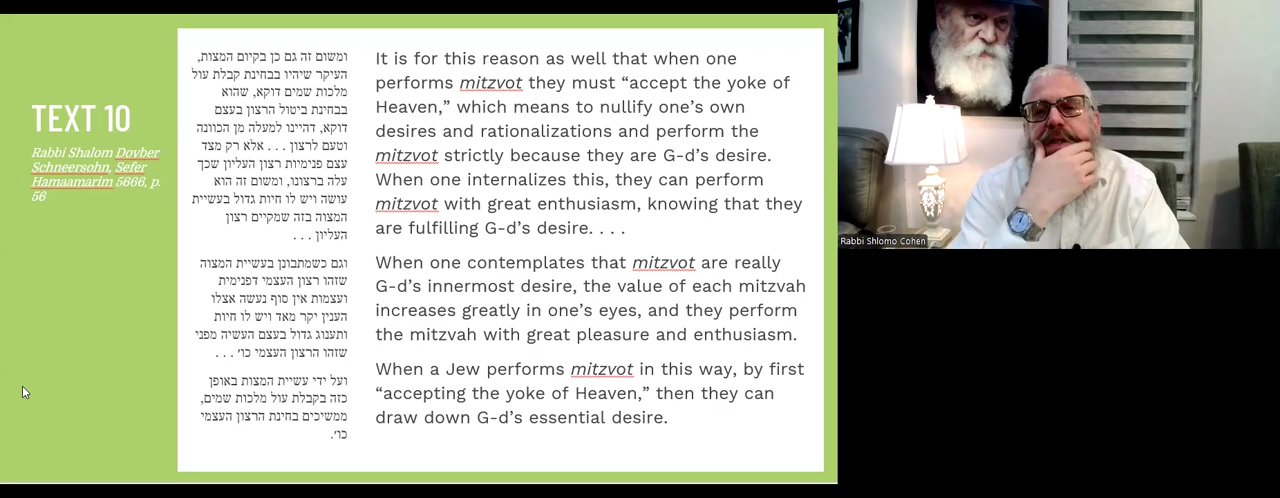 TEXT 10
Rabbi Shalom Dovber
Schneersohn, Sefer
Hamaamarim 5666, p.
56
ומשום זה גם כן בקיום המצות,
העיקר שיהיו בבחינת קבלת עול
מלכות שמים דוקא, שהוא
בבחינת ביטול הרצון בעצם
דוקא, דהיינו למעלה מן הכוונה
וטעם לרצון . . . אלא רק מצד
עצם פנימיות רצון העליון שכך
עלה ברצונו, ומשום זה הוא
עושה ויש לו חיות גדול בעשיית
המצוה בזה שמקיים רצון
העליון . . .
וגם כשמתבונן בעשיית המצוה
שזהו רצון העצמי דפנימית
ועצמות אין סוף נעשה אצלו
הענין יקר מאד ויש לו חיות
ותענוג גדול בעצם העשיה מפני
שזהו הרצון העצמי כו׳ . . .
ועל ידי עשיית המצות באופן
כזה בקבלת עול מלכות שמים,
ממשיכים בחינת הרצון העצמי
כו׳.
It is for this reason as well that when one
performs mitzvot they must “accept the yoke of
Heaven,” which means to nullify one’s own
desires and rationalizations and perform the
mitzvot strictly because they are G-d’s desire.
When one internalizes this, they can perform
mitzvot with great enthusiasm, knowing that they
are fulfilling G-d’s desire. . . .
When one contemplates that mitzvot are really
G-d’s innermost desire, the value of each mitzvah
increases greatly in one’s eyes, and they perform
the mitzvah with great pleasure and enthusiasm.
When a Jew performs mitzvot in this way, by first
“accepting the yoke of Heaven,” then they can
draw down G-d’s essential desire.
Rabbi Shlomo Cohen